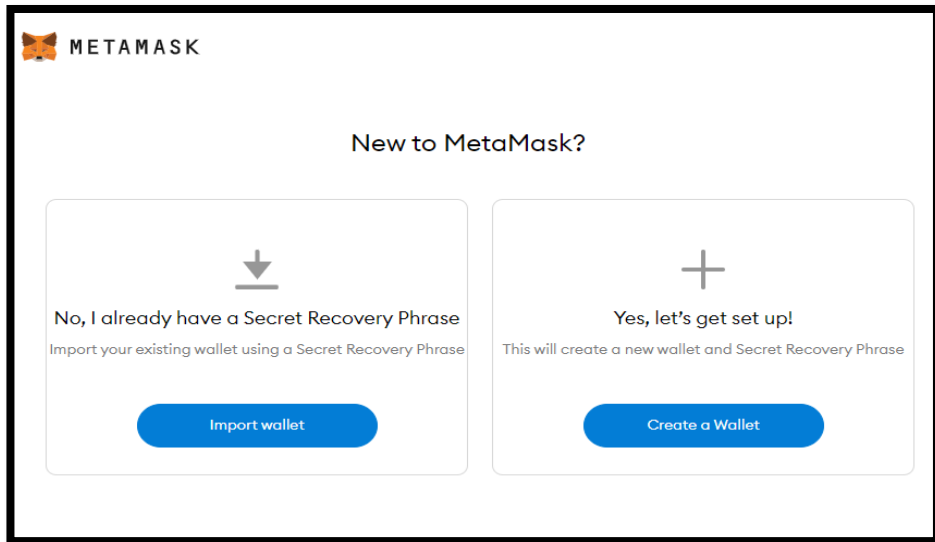 METAMASK
New to MetaMask?
No, I already have a Secret Recovery Phrase
Import your existing wallet using a Secret Recovery Phrase
Import wallet
Yes, let’s get set up!
This will create a new wallet and Secret Recovery Phrase
Create a Wallet